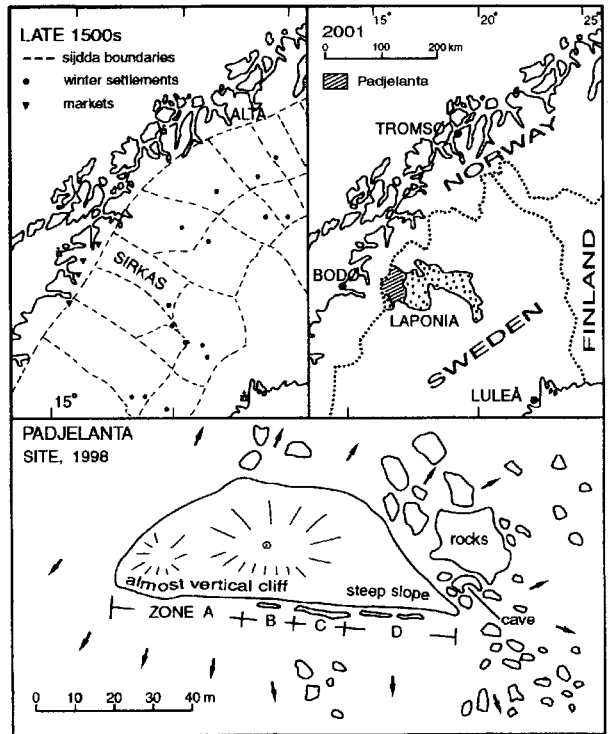 LATE 1500s
sijdda boundaries
winter settlements
markets
ALTA
SIRKAS
15°
15°
20°
25°
2001
0 100 200 km
Padjelanta
TROMSØ
NORWAY
BODØ
LAPONIA
SWEDEN
FINLAND
LULEÅ
PADJELANTA
SITE, 1998
rocks
almost vertical cliff
steep slope
cave
ZONE A
B
C
D
0 10 20 30 40 m